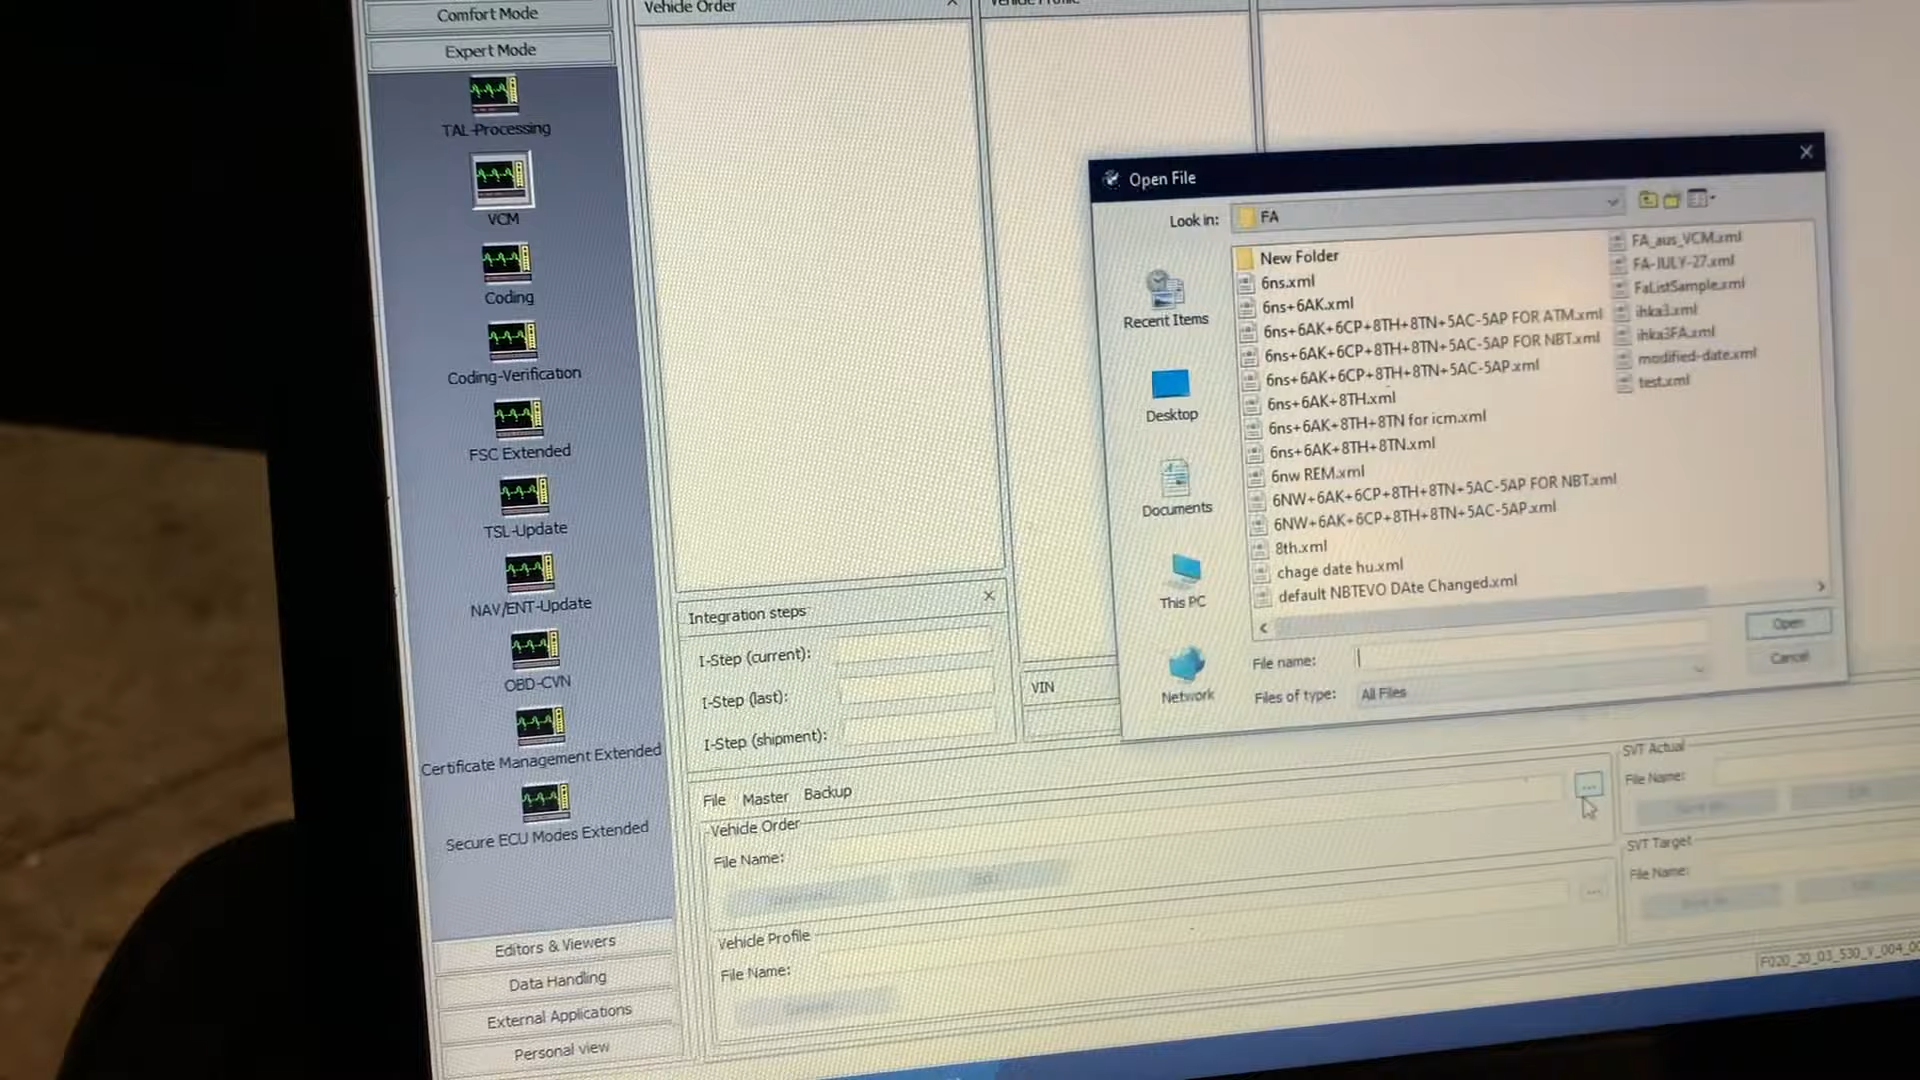 Comfort Mode
Expert Mode
TAL-Processing
VCM
Coding
Coding-Verification
FSC Extended
TSL-Update
NAV/ENT-Update
OBD-CVN
Certificate Management Extended
Secure ECU Modes Extended
Editors & Viewers
Data Handling
External Applications
Personal view
Vehicle Order
Vehicle Profile
Integration steps
I-Step (current):
I-Step (last):
I-Step (shipment):
VIN
File Master Backup
Vehicle Order
File Name:
Edit
...
Vehicle Profile
File Name:
...
SVT Actual
File Name:
SVT Target
File Name:
Open File
Look in: FA
Recent Items
Desktop
Documents
This PC
Network
New Folder
6ns.xml
6ns+6AK.xml
6ns+6AK+6CP+8TH+8TN+5AC-5AP FOR ATM.xml
6ns+6AK+6CP+8TH+8TN+5AC-5AP FOR NBT.xml
6ns+6AK+6CP+8TH+8TN+5AC-5AP.xml
6ns+6AK+8TH.xml
6ns+6AK+8TH+8TN for icm.xml
6ns+6AK+8TH+8TN.xml
6nw REM.xml
6NW+6AK+6CP+8TH+8TN+5AC-5AP FOR NBT.xml
6NW+6AK+6CP+8TH+8TN+5AC-5AP.xml
8th.xml
chage date hu.xml
default NBTEVO DAte Changed.xml
FA_aus_VCM.xml
FA-JULY-27.xml
FaListSample.xml
ihka3.xml
ihka3FA.xml
modified-date.xml
test.xml
File name:
Open
Files of type: All Files
Cancel